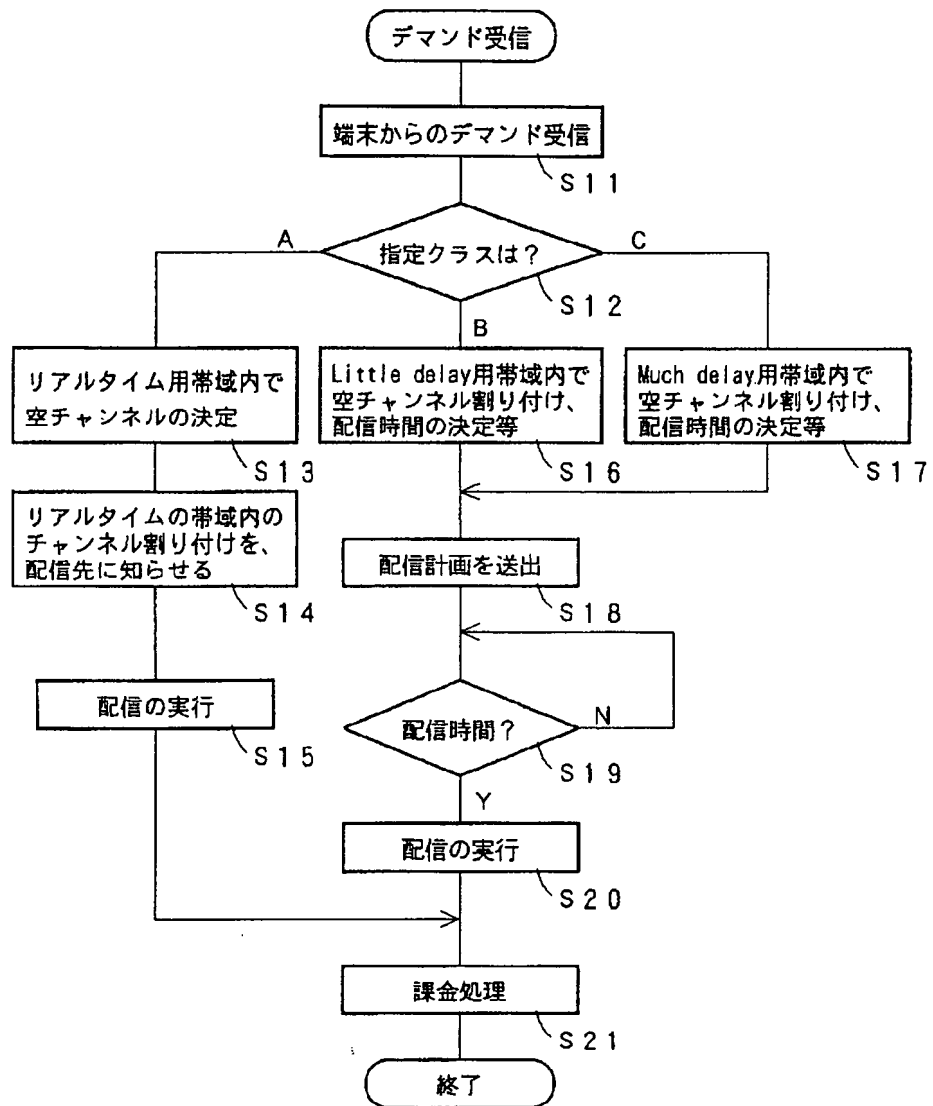 デマンド受信
端末からのデマンド受信
S11
指定クラスは？
S12
A
B
C
リアルタイム用帯域内で
空チャンネルの決定
S13
Little delay用帯域内で
空チャンネル割り付け、
配信時間の決定等
S16
Much delay用帯域内で
空チャンネル割り付け、
配信時間の決定等
S17
リアルタイムの帯域内の
チャンネル割り付けを、
配信先に知らせる
S14
配信計画を送出
S18
配信の実行
S15
配信時間？
N
S19
Y
配信の実行
S20
課金処理
S21
終了